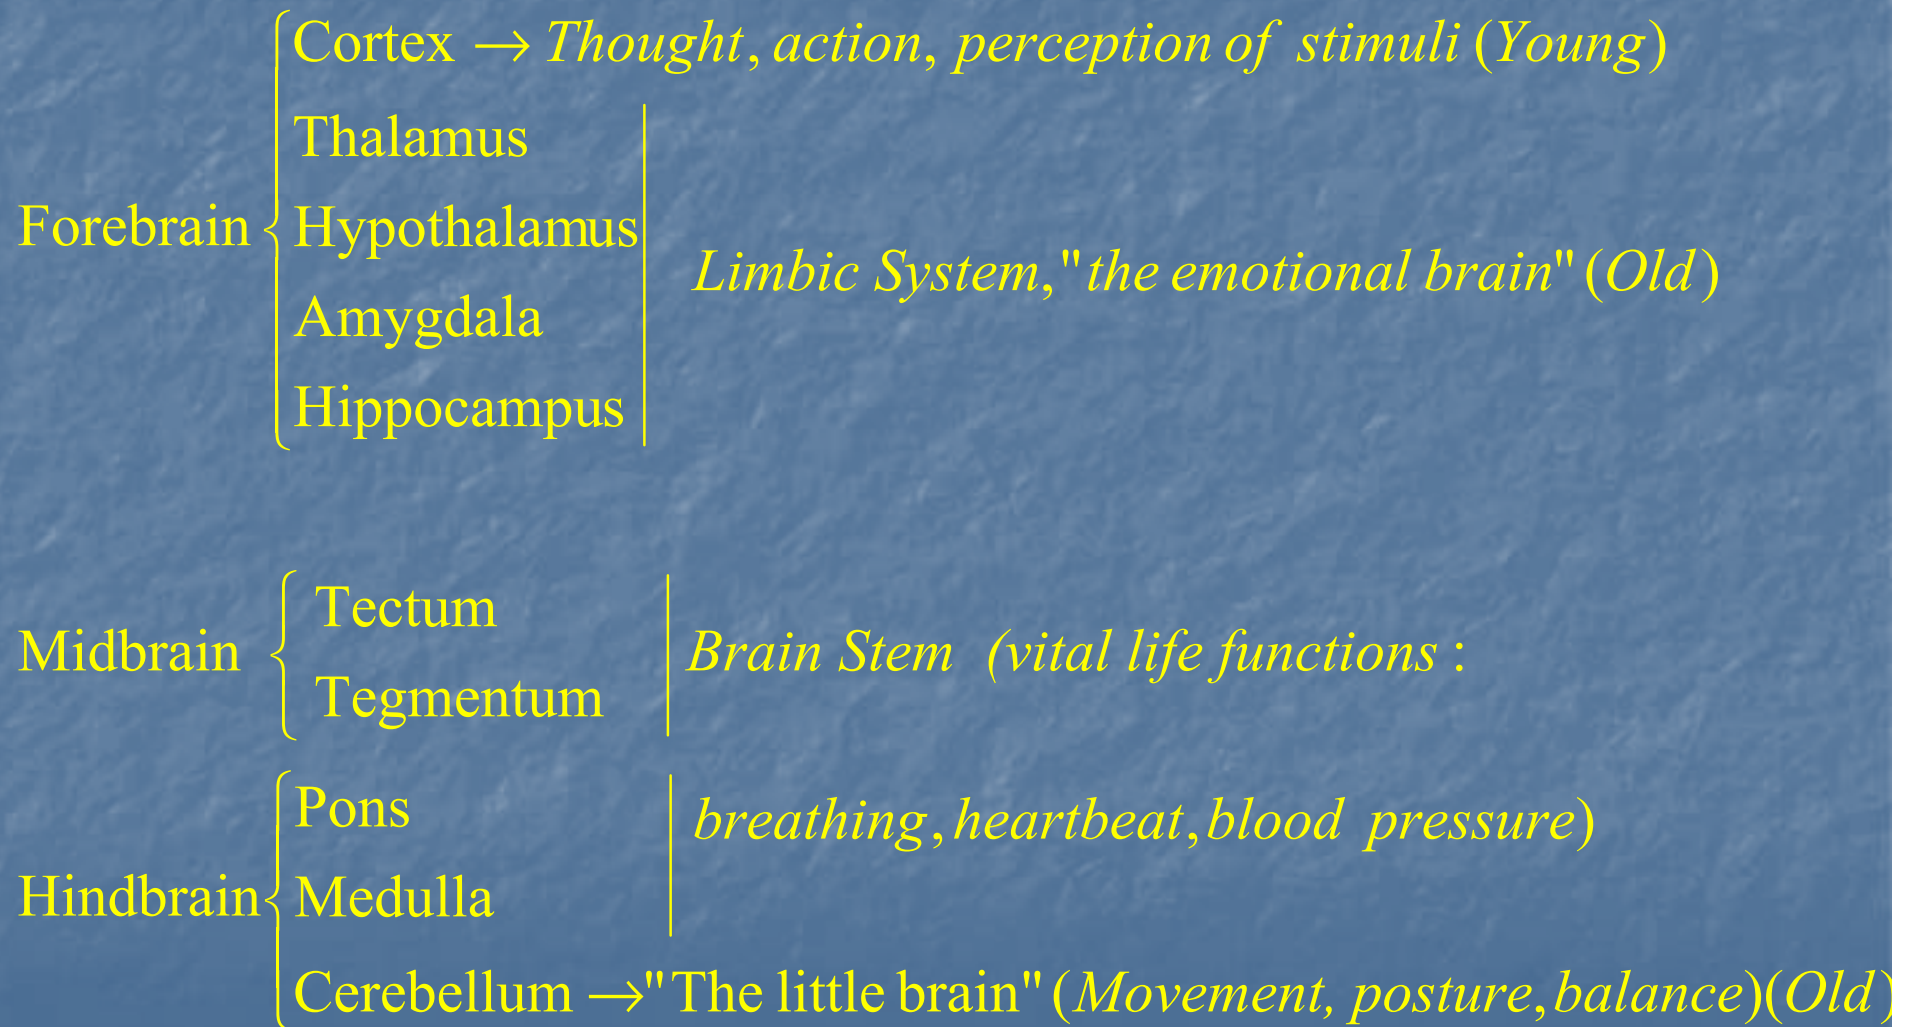 Cortex → Thought, action, perception of stimuli (Young)
Thalamus
Forebrain Hypothalamus
Limbic System, "the emotional brain" (Old)
Amygdala
Hippocampus
Tectum
Midbrain Brain Stem (vital life functions :
Tegmentum
Pons
breathing, heartbeat, blood pressure)
Hindbrain Medulla
Cerebellum → "The little brain" (Movement, posture, balance)(Old)